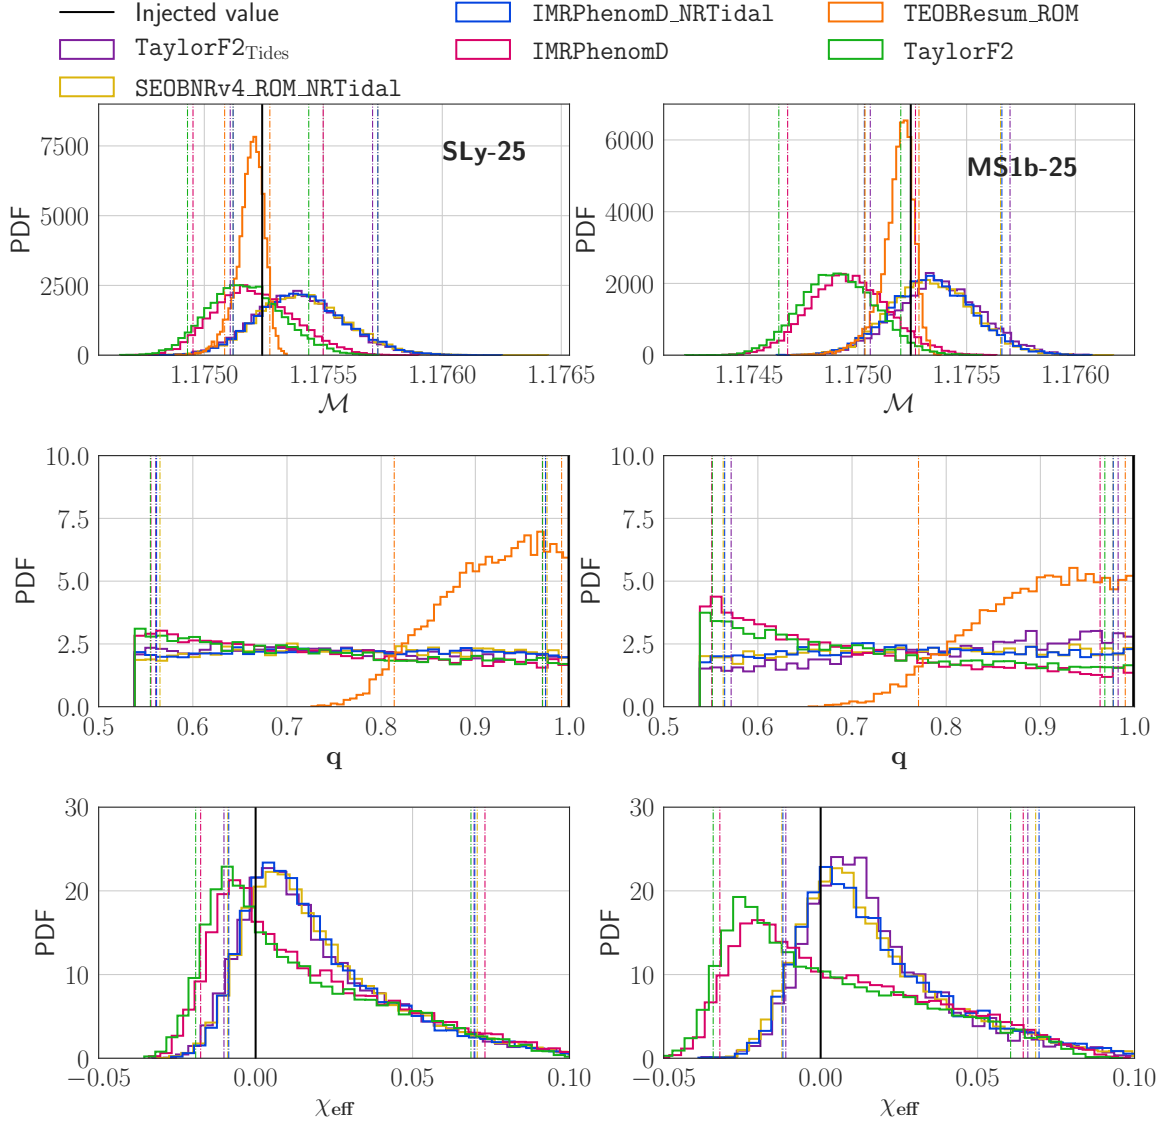 Injected value IMRPhenomD_NRTidal TEOBResum_ROM
TaylorF2Tides IMRPhenomD TaylorF2
SEOBNRv4_ROM_NRTidal
SLy-25
MS1b-25
PDF
7500
5000
2500
0
1.1750 1.1755 1.1760 1.1765
ℳ
PDF
6000
4000
2000
0
1.1745 1.1750 1.1755 1.1760
ℳ
PDF
10.0
7.5
5.0
2.5
0.0
0.5 0.6 0.7 0.8 0.9 1.0
q
PDF
10.0
7.5
5.0
2.5
0.0
0.5 0.6 0.7 0.8 0.9 1.0
q
PDF
30
20
10
0
−0.05 0.00 0.05 0.10
χeff
PDF
30
20
10
0
−0.05 0.00 0.05 0.10
χeff